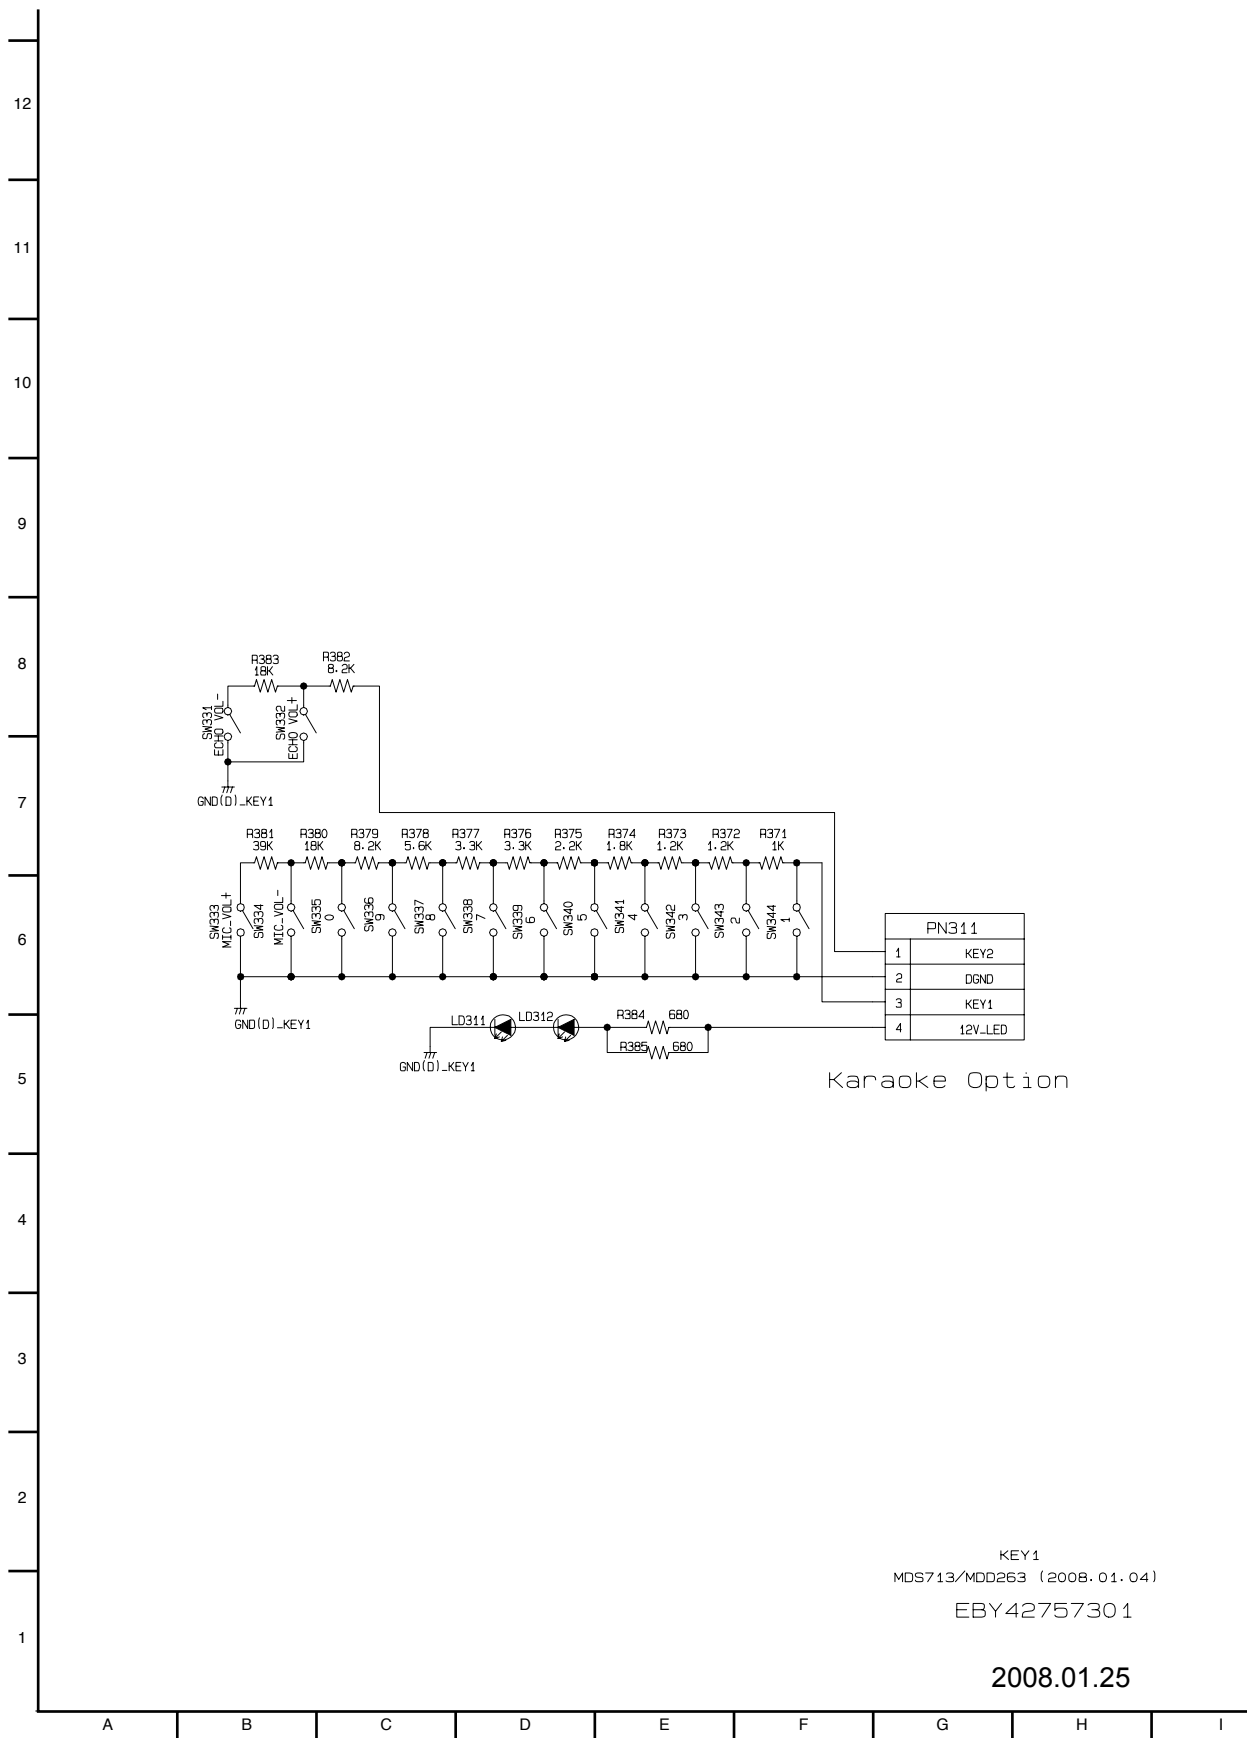 12
11
10
9
8
7
6
5
4
3
2
1
R383
18K
R382
8.2K
SW331
ECHO VOL-
SW332
ECHO VOL+
GND(D)_KEY1
R381
39K
R380
18K
R379
8.2K
R378
5.6K
R377
3.3K
R376
3.3K
R375
2.2K
R374
1.8K
R373
1.2K
R372
1.2K
R371
1K
SW333
MIC_VOL+
SW334
MIC_VOL-
SW335
0
SW336
9
SW337
8
SW338
7
SW339
6
SW340
5
SW341
4
SW342
3
SW343
2
SW344
1
GND(D)_KEY1
PN311
1 KEY2
2 DGND
3 KEY1
4 12V_LED
LD311
LD312
R384 680
R385 680
GND(D)_KEY1
Karaoke Option
KEY1
MDS713/MDD263 (2008.01.04)
EBY42757301
2008.01.25
A B C D E F G H I